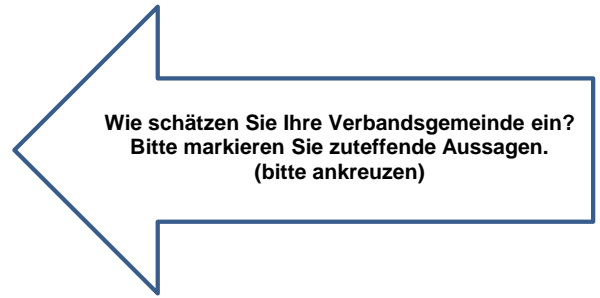 Wie schätzen Sie Ihre Verbandsgemeinde ein?
Bitte markieren Sie zuteffende Aussagen.
(bitte ankreuzen)